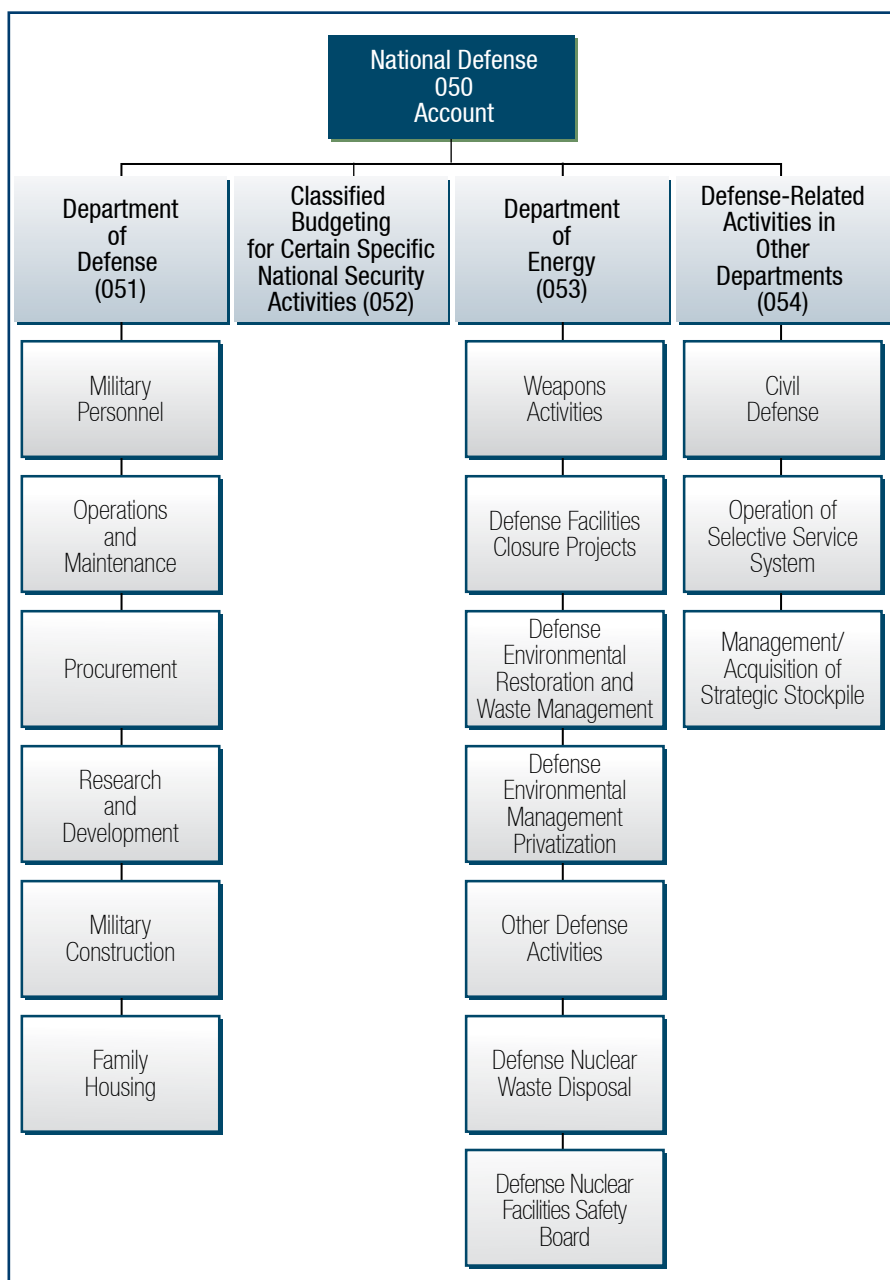 National Defense
050
Account
Department
of
Defense
(051)
Classified
Budgeting
for Certain Specific
National Security
Activities (052)
Department
of
Energy
(053)
Defense-Related
Activities in
Other
Departments
(054)
Military
Personnel
Operations
and
Maintenance
Procurement
Research
and
Development
Military
Construction
Family
Housing
Weapons
Activities
Defense Facilities
Closure Projects
Defense
Environmental
Restoration and
Waste Management
Defense
Environmental
Management
Privatization
Other Defense
Activities
Defense Nuclear
Waste Disposal
Defense Nuclear
Facilities Safety
Board
Civil
Defense
Operation of
Selective Service
System
Management/
Acquisition of
Strategic Stockpile